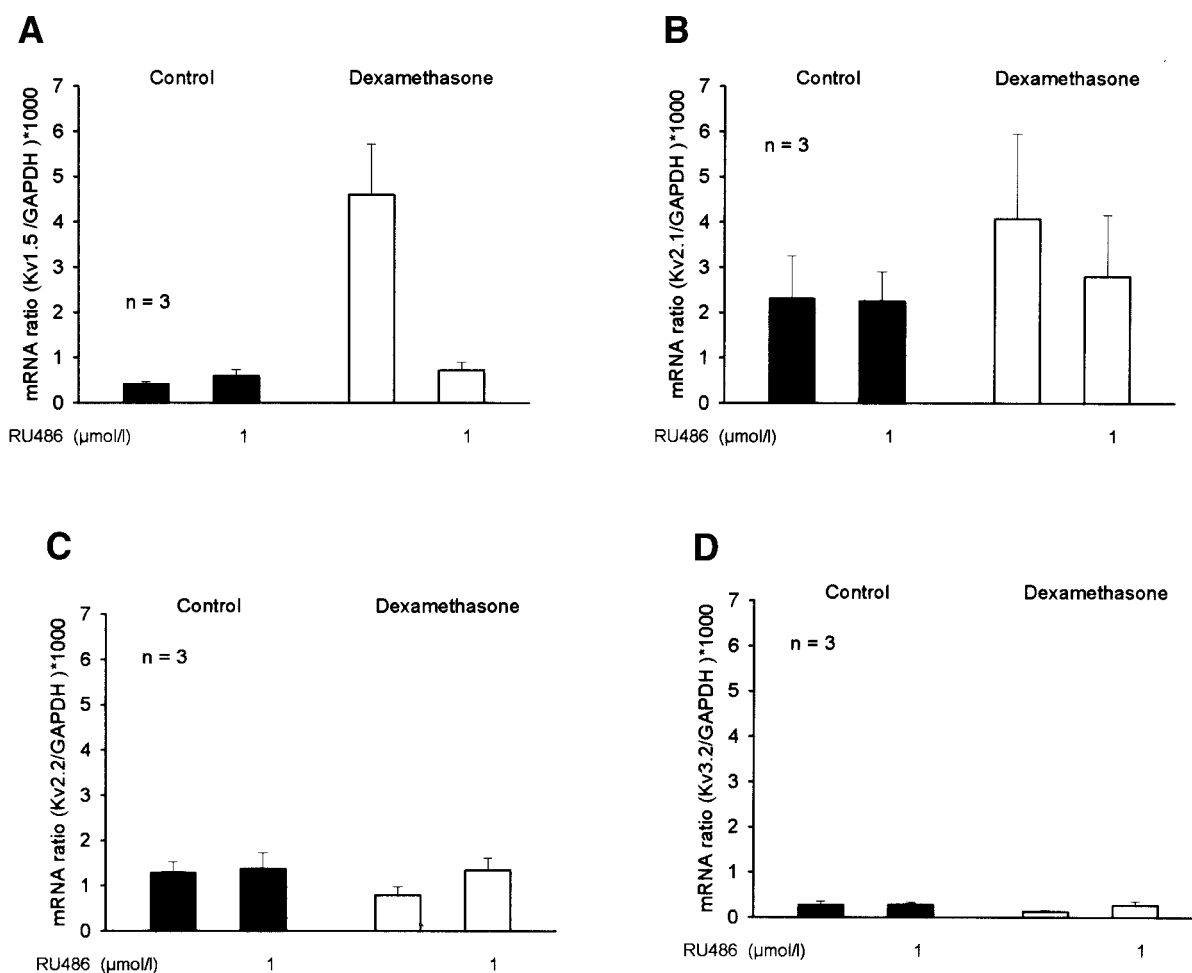 A
Control Dexamethasone
7
6
5
4
3
2
1
0
mRNA ratio (Kv1.5 /GAPDH )*1000
n = 3
RU486 (µmol/l) 1 1
B
Control Dexamethasone
7
6
5
4
3
2
1
0
mRNA ratio (Kv2.1/GAPDH )*1000
n = 3
RU486 (µmol/l) 1 1
C
Control Dexamethasone
7
6
5
4
3
2
1
0
mRNA ratio (Kv2.2/GAPDH )*1000
n = 3
RU486 (µmol/l) 1 1
D
Control Dexamethasone
7
6
5
4
3
2
1
0
mRNA ratio (Kv3.2/GAPDH )*1000
n = 3
RU486 (µmol/l) 1 1